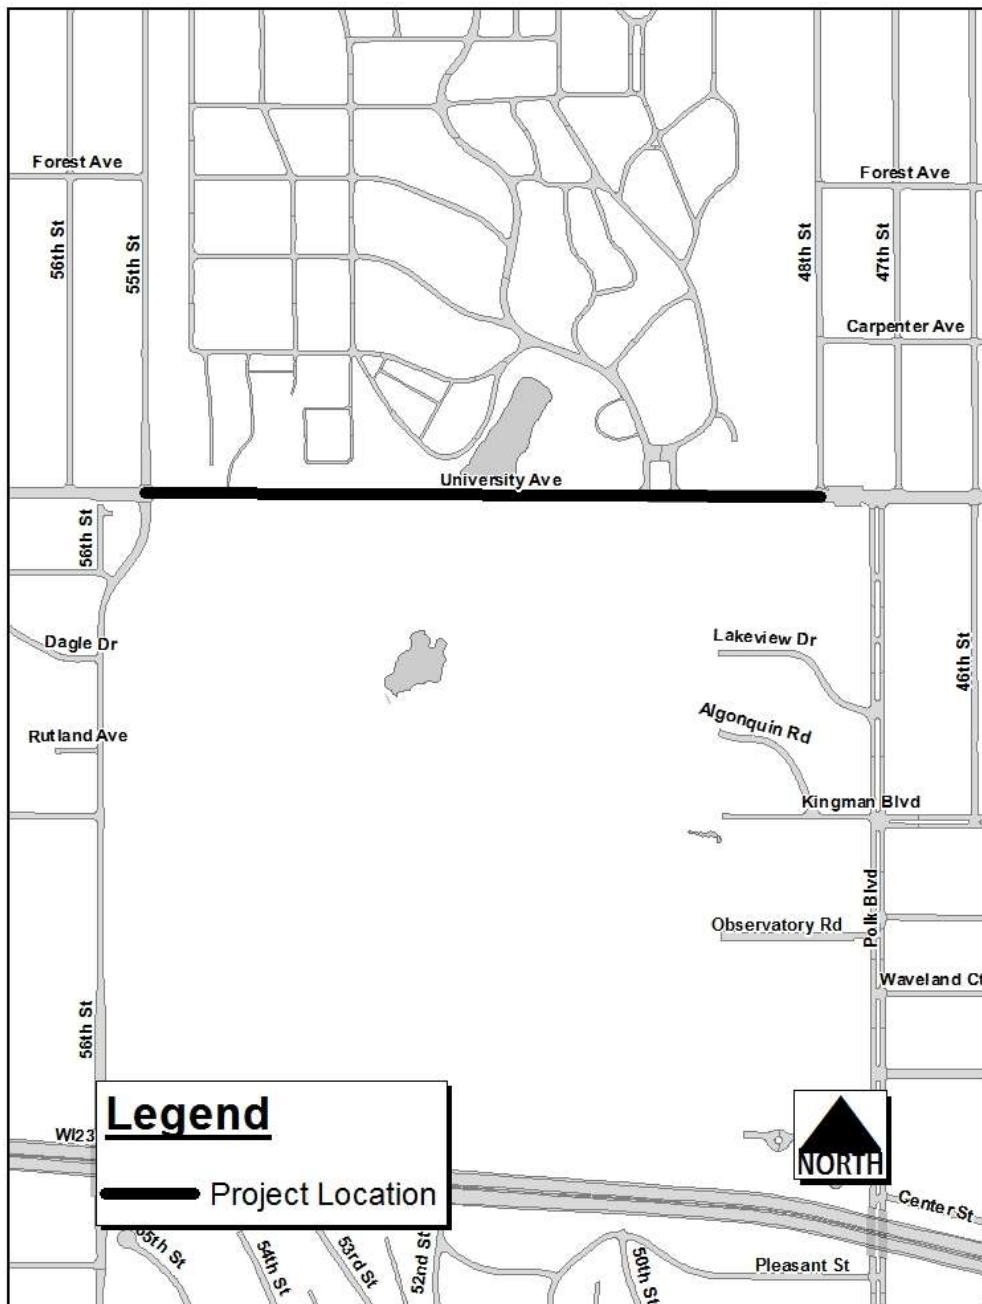 Forest Ave
Forest Ave
56th St
55th St
48th St
47th St
Carpenter Ave
University Ave
56th St
Dagle Dr
Lakeview Dr
46th St
Algonquin Rd
Rutland Ave
Kingman Blvd
Polk Blvd
Observatory Rd
Waveland Ct
56th St
Legend
Project Location
WI23
NORTH
Center St
55th St
54th St
53rd St
52nd St
50th St
Pleasant St